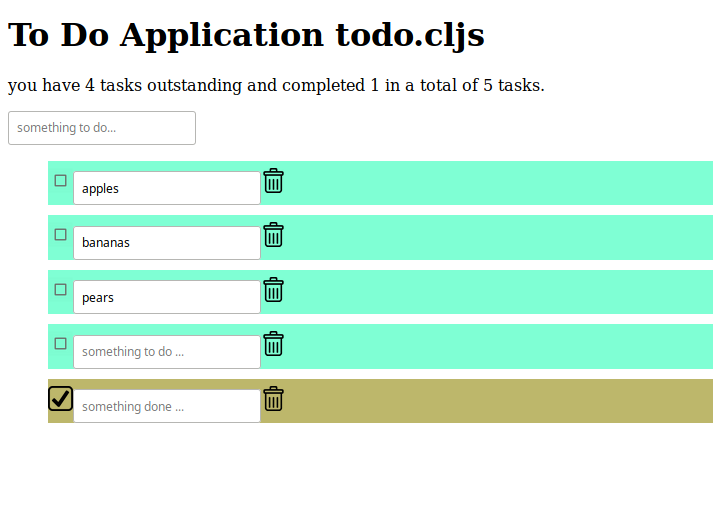 To Do Application todo.cljs
you have 4 tasks outstanding and completed 1 in a total of 5 tasks.
something to do...
apples
bananas
pears
something to do ...
something done ...